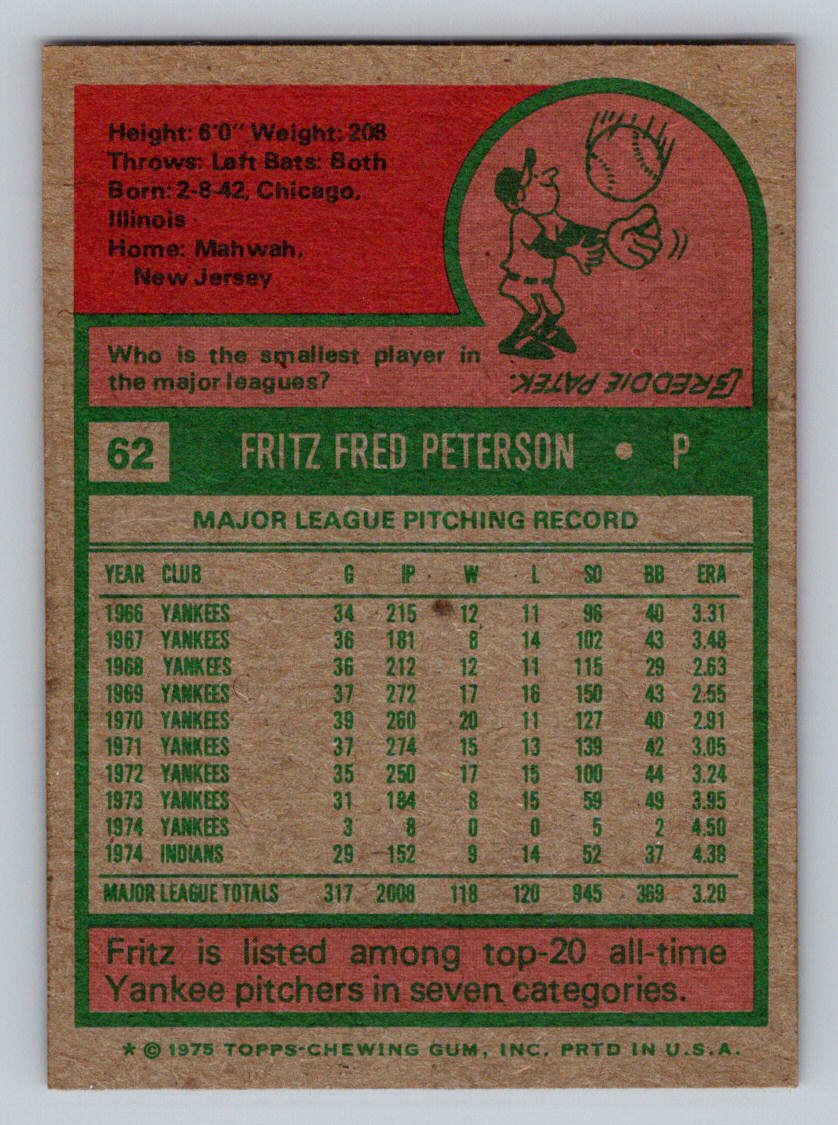 Height: 6'0" Weight: 208
Throws: Left Bats: Both
Born: 2-8-42, Chicago,
Illinois
Home: Mahwah,
New Jersey
Who is the smallest player in
the major leagues?
FREDDIE PATEK.
62 FRITZ FRED PETERSON • P
MAJOR LEAGUE PITCHING RECORD
YEAR CLUB G IP W L SO BB ERA
1966 YANKEES 34 215 12 11 96 40 3.31
1967 YANKEES 36 181 8 14 102 43 3.48
1968 YANKEES 36 212 12 11 115 29 2.63
1969 YANKEES 37 272 17 16 150 43 2.55
1970 YANKEES 39 260 20 11 127 40 2.91
1971 YANKEES 37 274 15 13 139 42 3.05
1972 YANKEES 35 250 17 15 100 44 3.24
1973 YANKEES 31 184 8 15 59 49 3.95
1974 YANKEES 3 8 0 0 5 2 4.50
1974 INDIANS 29 152 9 14 52 37 4.38
MAJOR LEAGUE TOTALS 317 2008 118 120 945 369 3.20
Fritz is listed among top-20 all-time
Yankee pitchers in seven categories.
* © 1975 TOPPS-CHEWING GUM, INC. PRTD IN U.S.A.